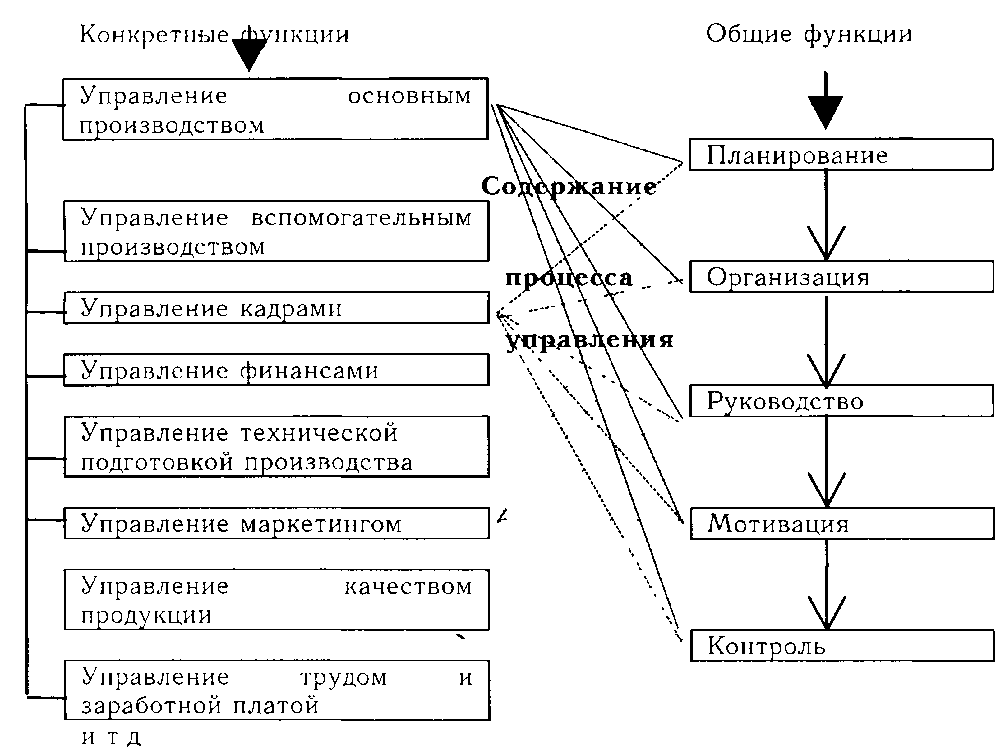 Конкретные функции
Управление основным
производством
Управление вспомогательным
производством
Управление кадрами
Управление финансами
Управление технической
подготовкой производства
Управление маркетингом
Управление качеством
продукции
Управление трудом и
заработной платой
и т д
Содержание
процесса
управления
Общие функции
Планирование
Организация
Руководство
Мотивация
Контроль